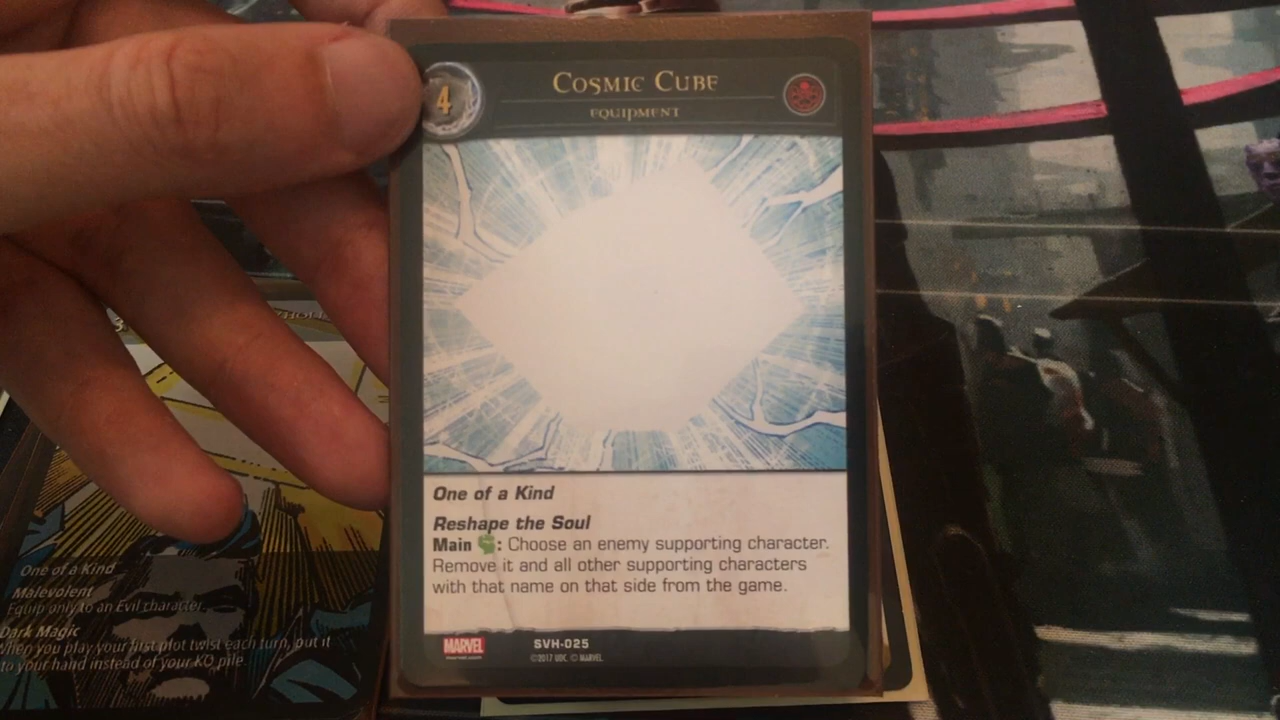 4
COSMIC CUBE
EQUIPMENT
One of a Kind
Reshape the Soul
Main : Choose an enemy supporting character.
Remove it and all other supporting characters
with that name on that side from the game.
MARVEL
SVH-025
©2017 UDC. © MARVEL
One of a Kind
Malevolent
Equip only to an Evil character.
Dark Magic
When you play your first plot twist each turn, put it
to your hand instead of your KO pile.